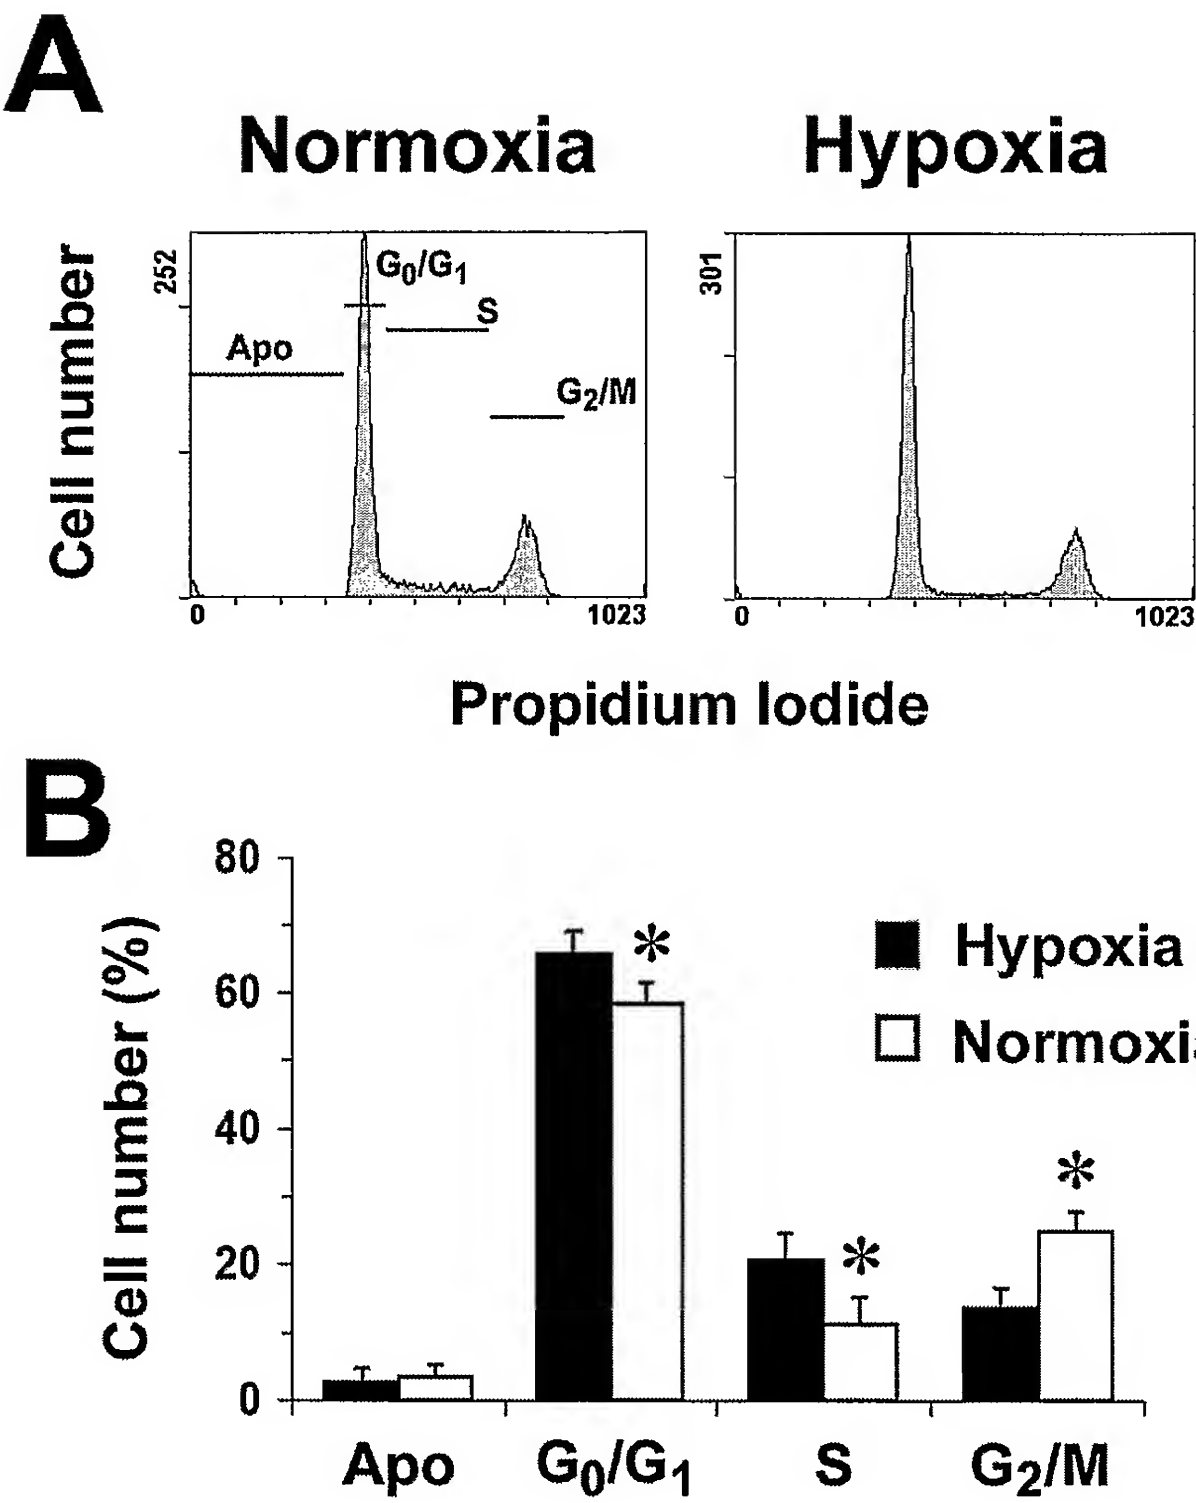 A
Normoxia
Hypoxia
Cell number
252
G0/G1
S
Apo
G2/M
0
1023
301
0
1023
Propidium Iodide
B
Cell number (%)
80
60
40
20
0
Hypoxia
Normoxi
*
*
*
Apo
G0/G1
S
G2/M